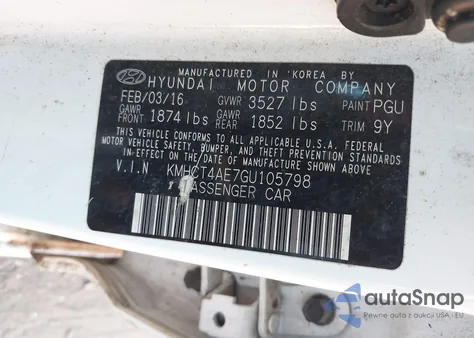 MANUFACTURED IN 'KOREA BY
HYUNDAI MOTOR COMPANY
FEB/03/16 GVWR 3527 lbs PAINT PGU
GAWR FRONT 1874 lbs GAWR REAR 1852 lbs TRIM 9Y
THIS VEHICLE CONFORMS TO ALL APPLICABLE U.S.A FEDERAL
MOTOR VEHICLE SAFETY, BUMPER, AND THEFT PREVENTION STANDARDS
IN EFFECT ON THE DATE OF MANUFACTURE SHOWN ABOVE.
V.I.N KMHCT4AE7GU105798
PASSENGER CAR
autaSnap
Pewne auta z aukcji USA i EU